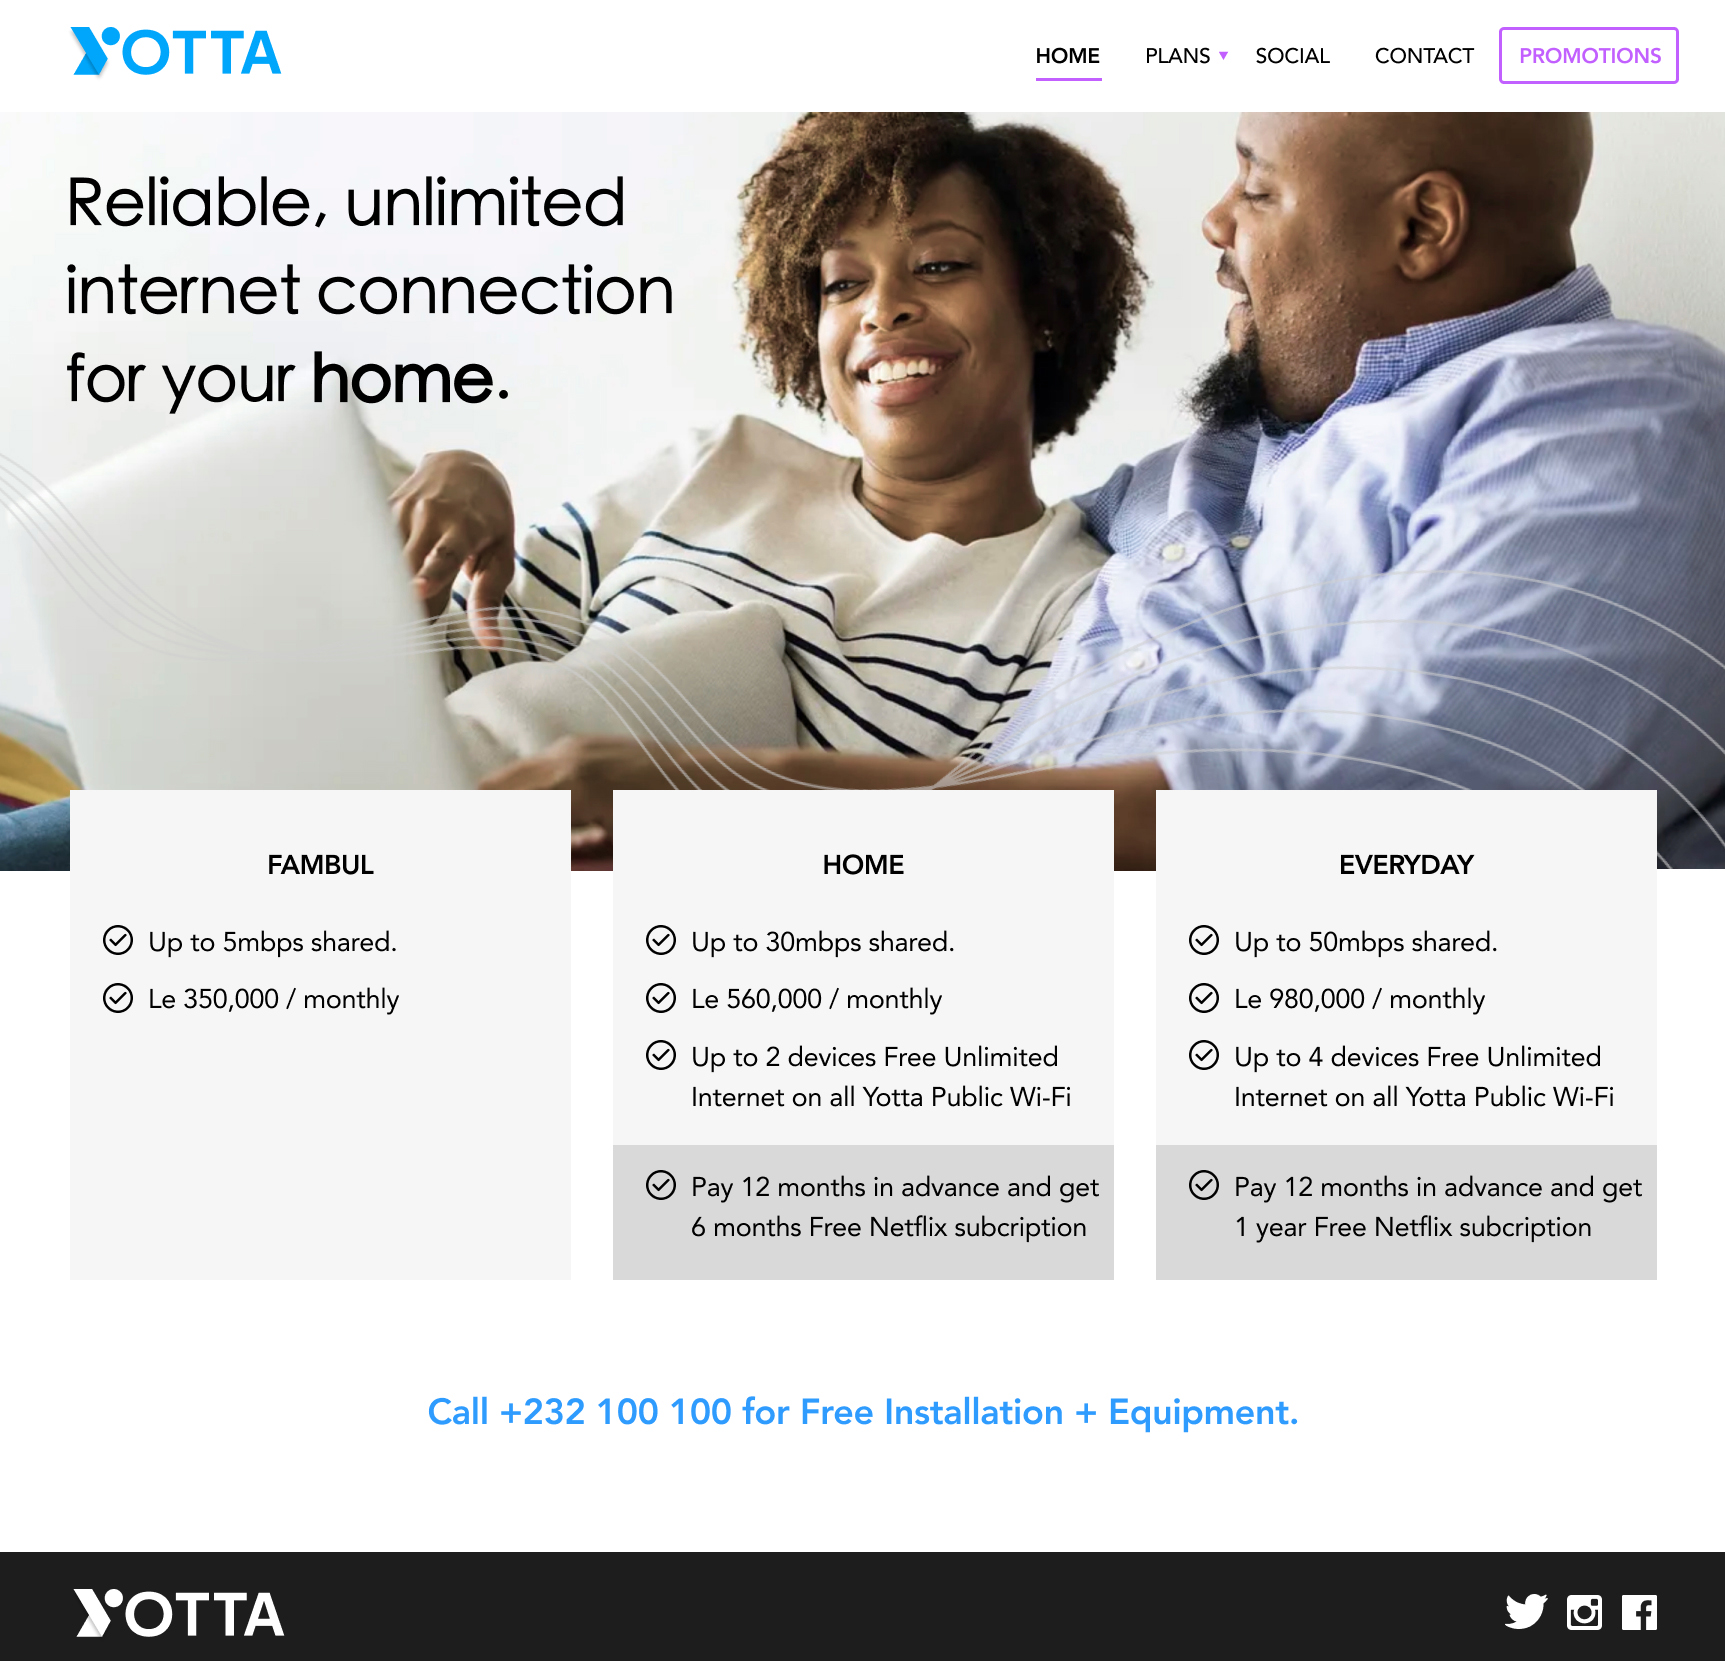 YOTTA
HOME PLANS SOCIAL CONTACT PROMOTIONS
Reliable, unlimited
internet connection
for your home.
FAMBUL
Up to 5mbps shared.
Le 350,000 / monthly
HOME
Up to 30mbps shared.
Le 560,000 / monthly
Up to 2 devices Free Unlimited
Internet on all Yotta Public Wi-Fi
Pay 12 months in advance and get
6 months Free Netflix subcription
EVERYDAY
Up to 50mbps shared.
Le 980,000 / monthly
Up to 4 devices Free Unlimited
Internet on all Yotta Public Wi-Fi
Pay 12 months in advance and get
1 year Free Netflix subcription
Call +232 100 100 for Free Installation + Equipment.
YOTTA